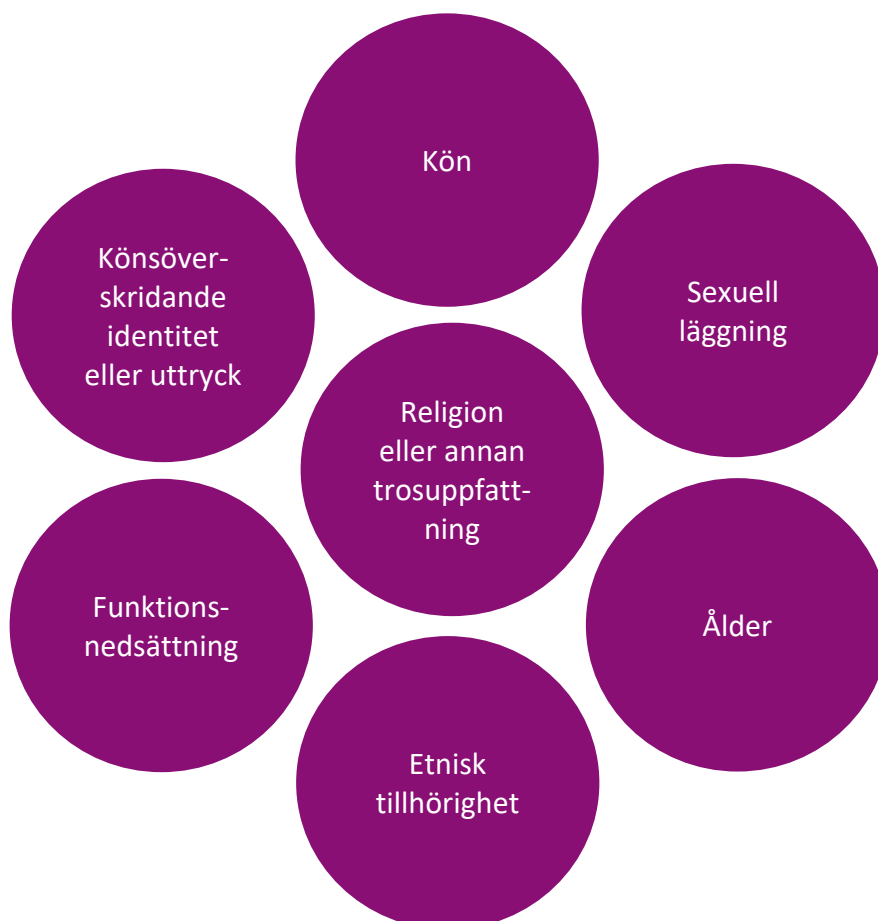 Kön
Könsöver-
skridande
identitet
eller uttryck
Sexuell
läggning
Religion
eller annan
trosuppfatt-
ning
Funktions-
nedsättning
Ålder
Etnisk
tillhörighet